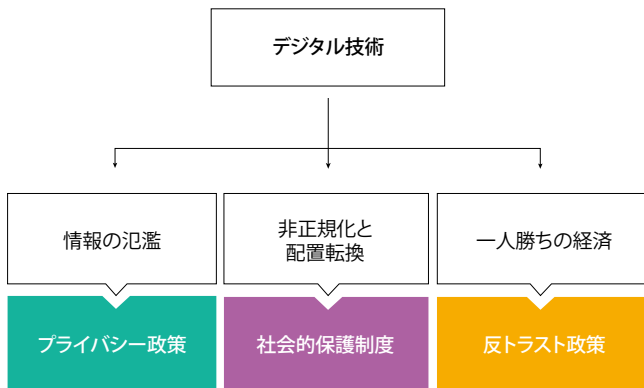 デジタル技術
情報の氾濫
非正規化と
配置転換
一人勝ちの経済
プライバシー政策
社会的保護制度
反トラスト政策